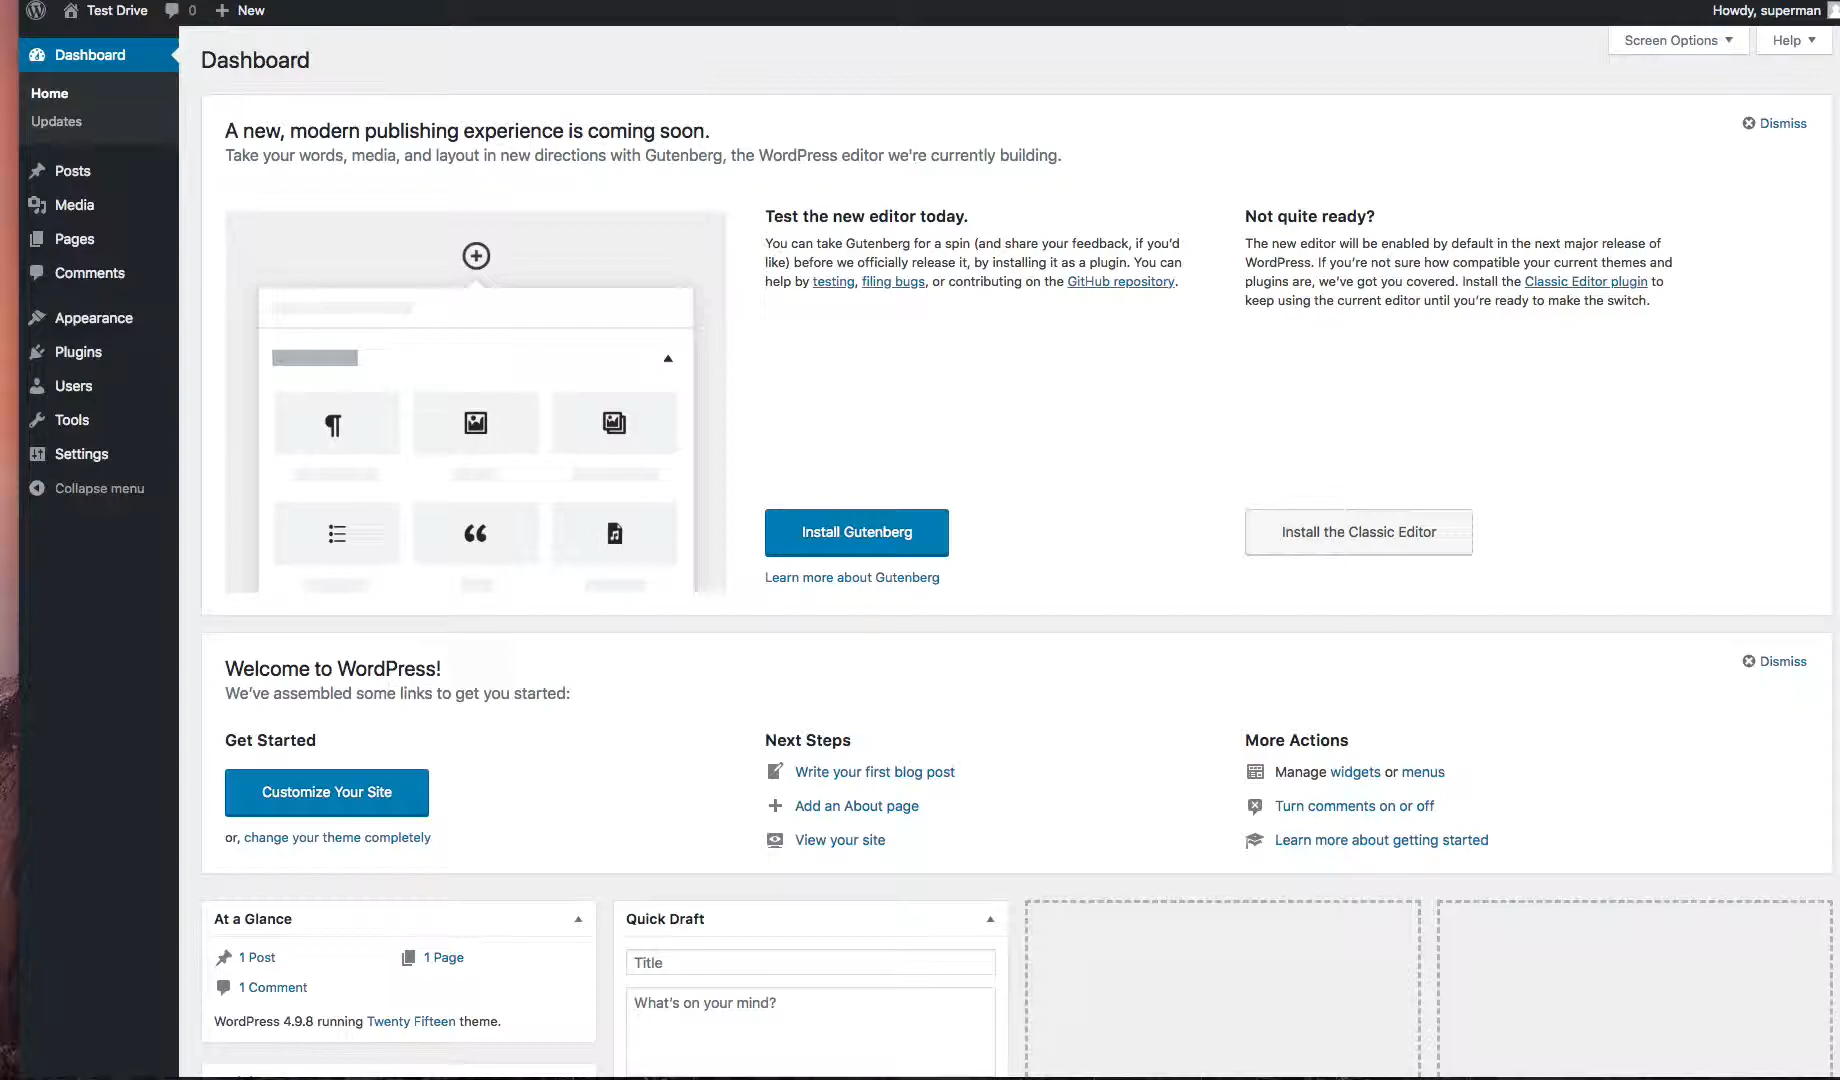 Test Drive
0
New
Howdy, superman
Dashboard
Home
Updates
Posts
Media
Pages
Comments
Appearance
Plugins
Users
Tools
Settings
Collapse menu
Dashboard
Screen Options
Help
A new, modern publishing experience is coming soon.
Dismiss
Take your words, media, and layout in new directions with Gutenberg, the WordPress editor we're currently building.
Test the new editor today.
You can take Gutenberg for a spin (and share your feedback, if you'd
like) before we officially release it, by installing it as a plugin. You can
help by testing, filing bugs, or contributing on the GitHub repository.
Install Gutenberg
Learn more about Gutenberg
Not quite ready?
The new editor will be enabled by default in the next major release of
WordPress. If you're not sure how compatible your current themes and
plugins are, we've got you covered. Install the Classic Editor plugin to
keep using the current editor until you're ready to make the switch.
Install the Classic Editor
Welcome to WordPress!
Dismiss
We've assembled some links to get you started:
Get Started
Customize Your Site
or, change your theme completely
Next Steps
Write your first blog post
Add an About page
View your site
More Actions
Manage widgets or menus
Turn comments on or off
Learn more about getting started
At a Glance
1 Post
1 Page
1 Comment
WordPress 4.9.8 running Twenty Fifteen theme.
Quick Draft
Title
What's on your mind?